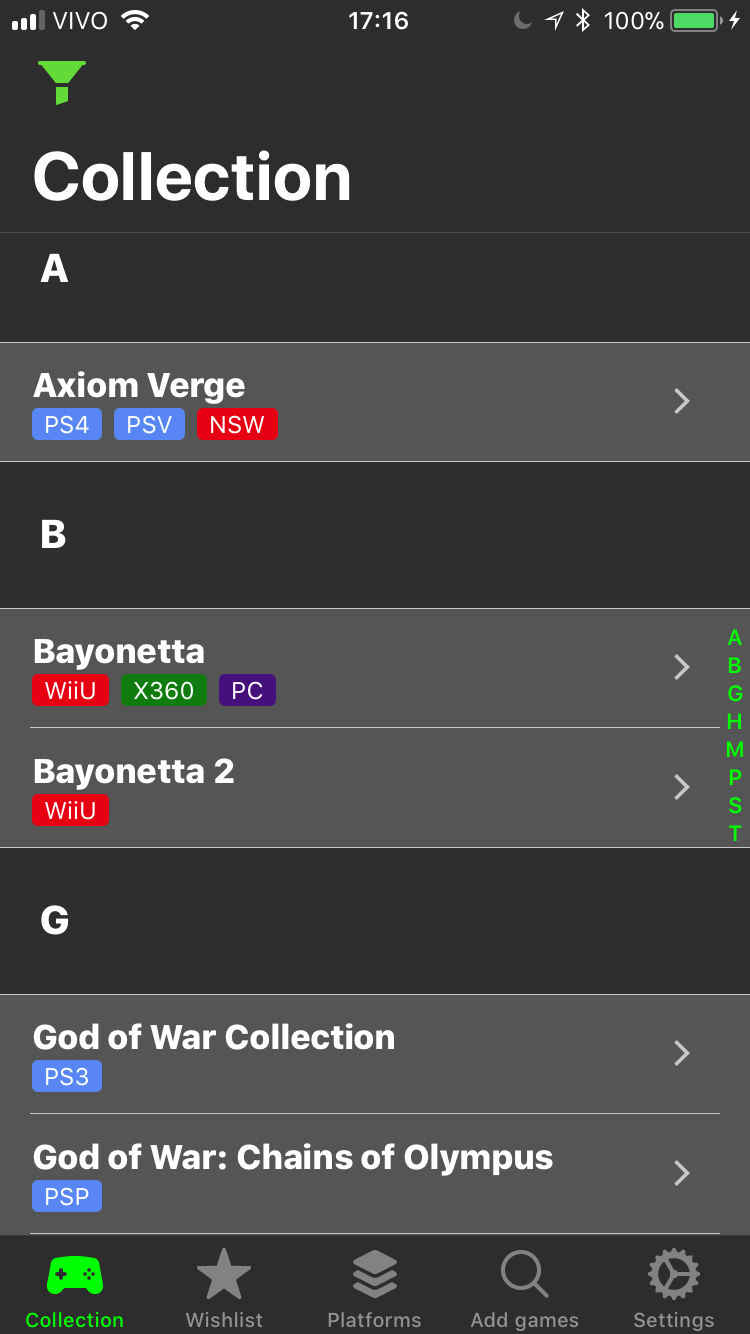 VIVO 17:16 100%
Collection
A
Axiom Verge
PS4 PSV NSW
B
Bayonetta
WiiU X360 PC
Bayonetta 2
WiiU
A
B
G
H
M
P
S
T
G
God of War Collection
PS3
God of War: Chains of Olympus
PSP
Collection Wishlist Platforms Add games Settings